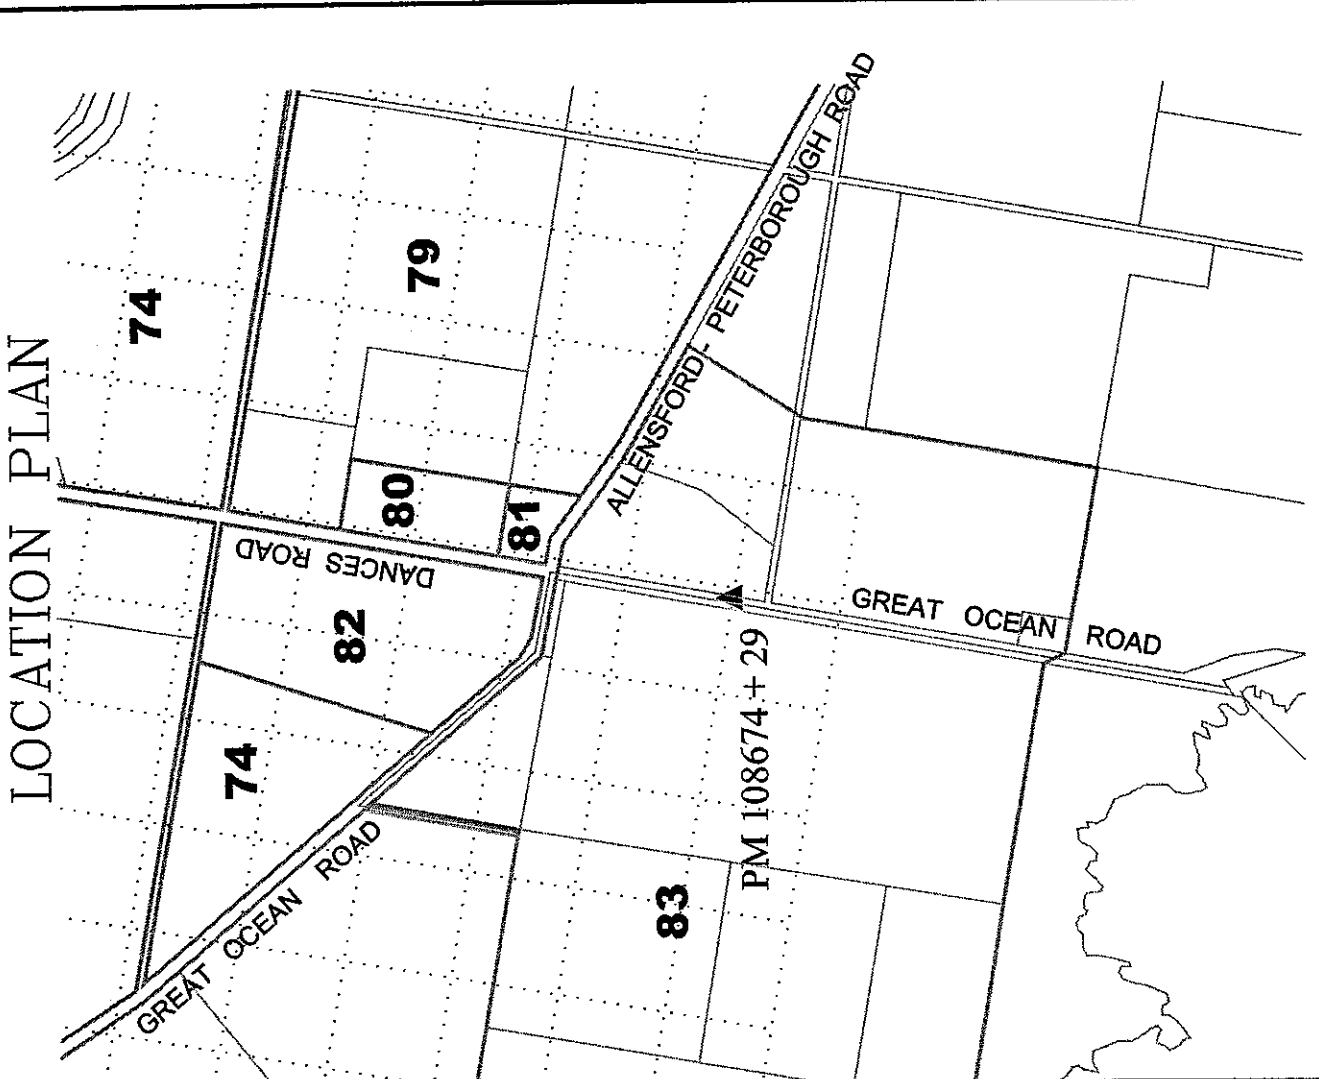 LOCATION PLAN
74
79
80
81
DANCES ROAD
82
74
ALLENSFORD - PETERBOROUGH ROAD
GREAT OCEAN ROAD
GREAT OCEAN ROAD
PM 108674 + 29
83